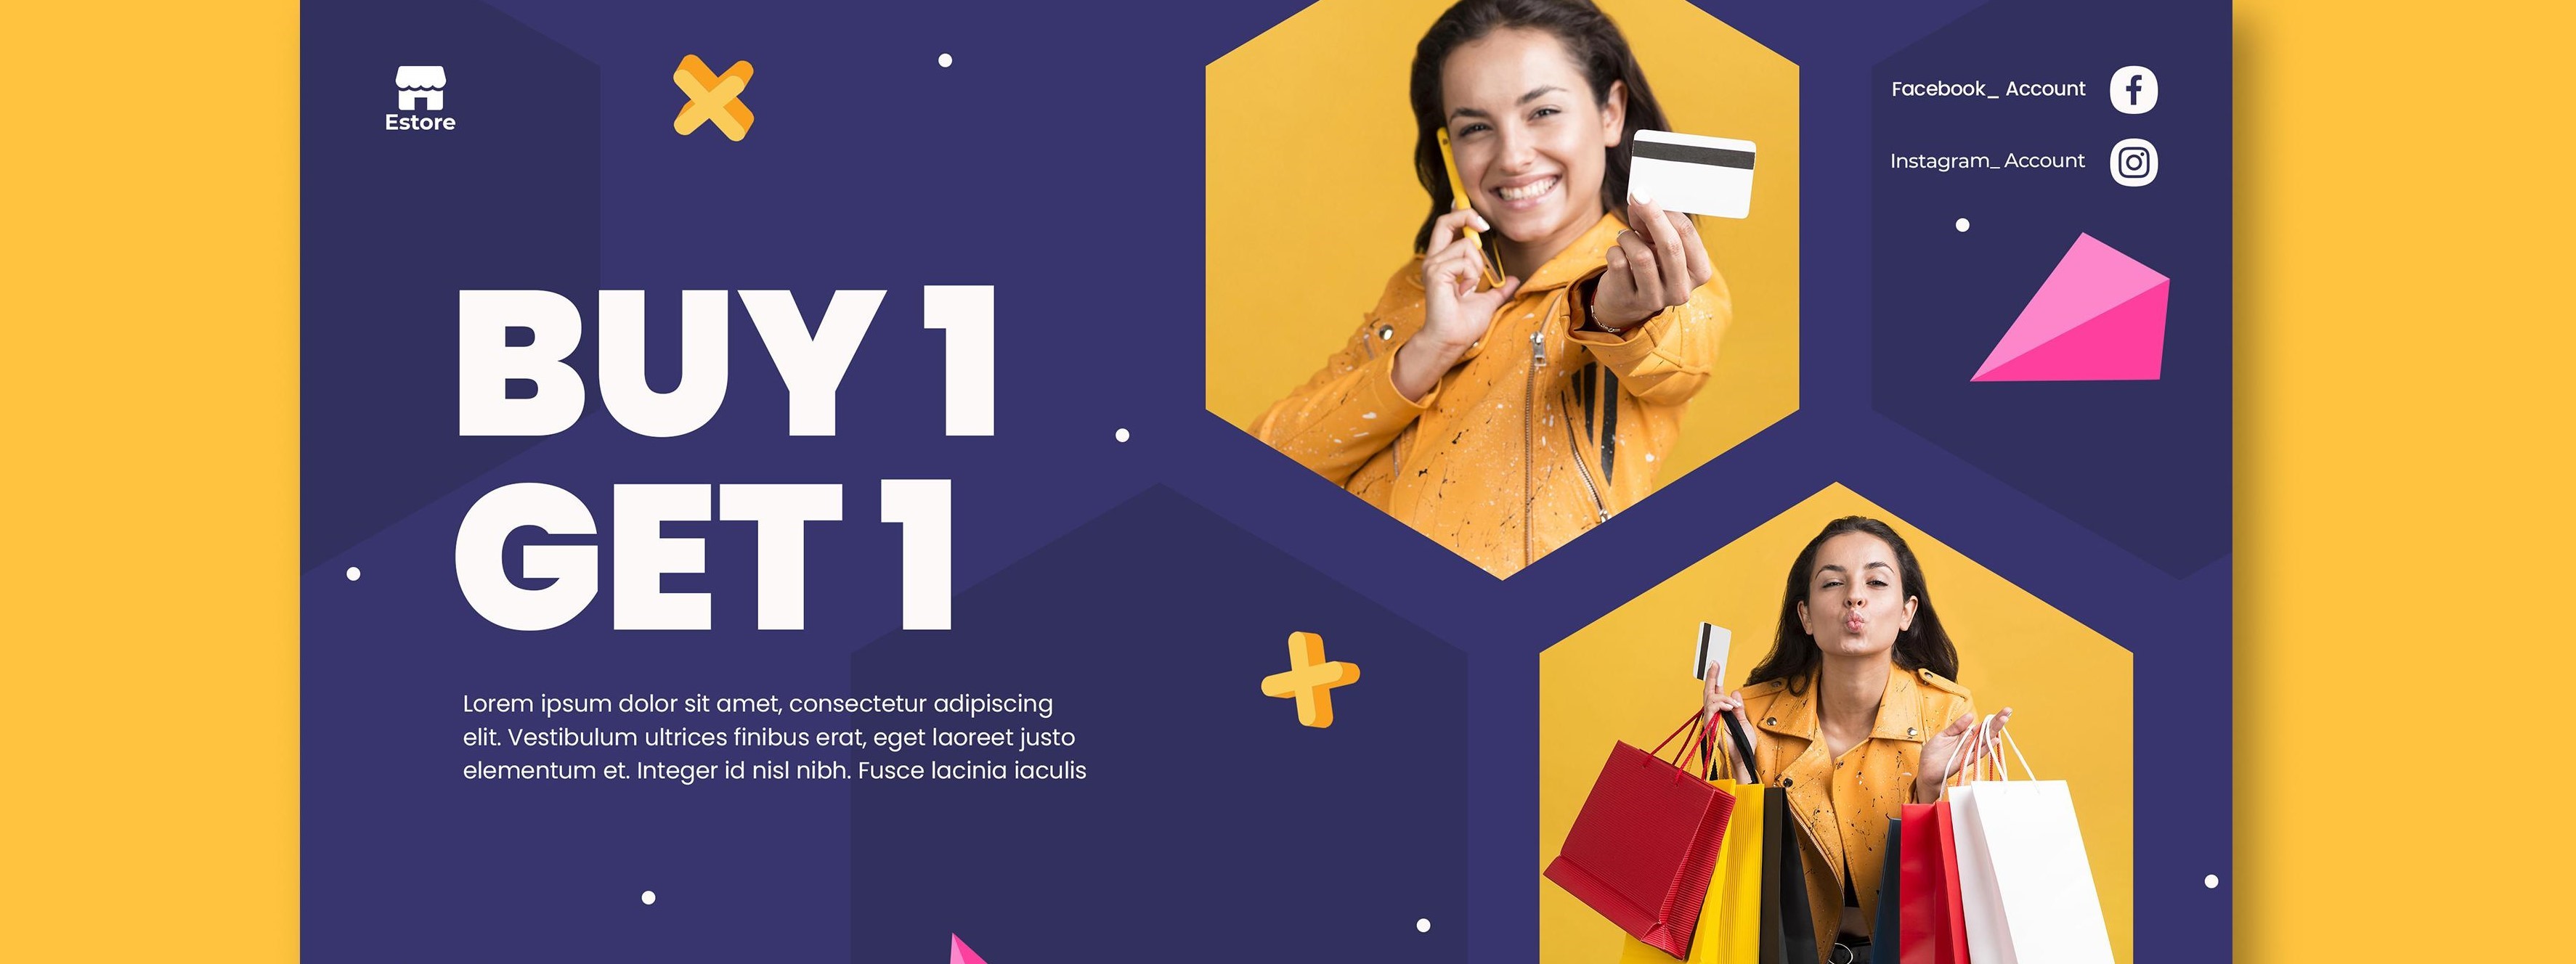 Estore
Facebook_ Account
Instagram_ Account
BUY 1
GET 1
Lorem ipsum dolor sit amet, consectetur adipiscing
elit. Vestibulum ultrices finibus erat, eget laoreet justo
elementum et. Integer id nisl nibh. Fusce lacinia iaculis